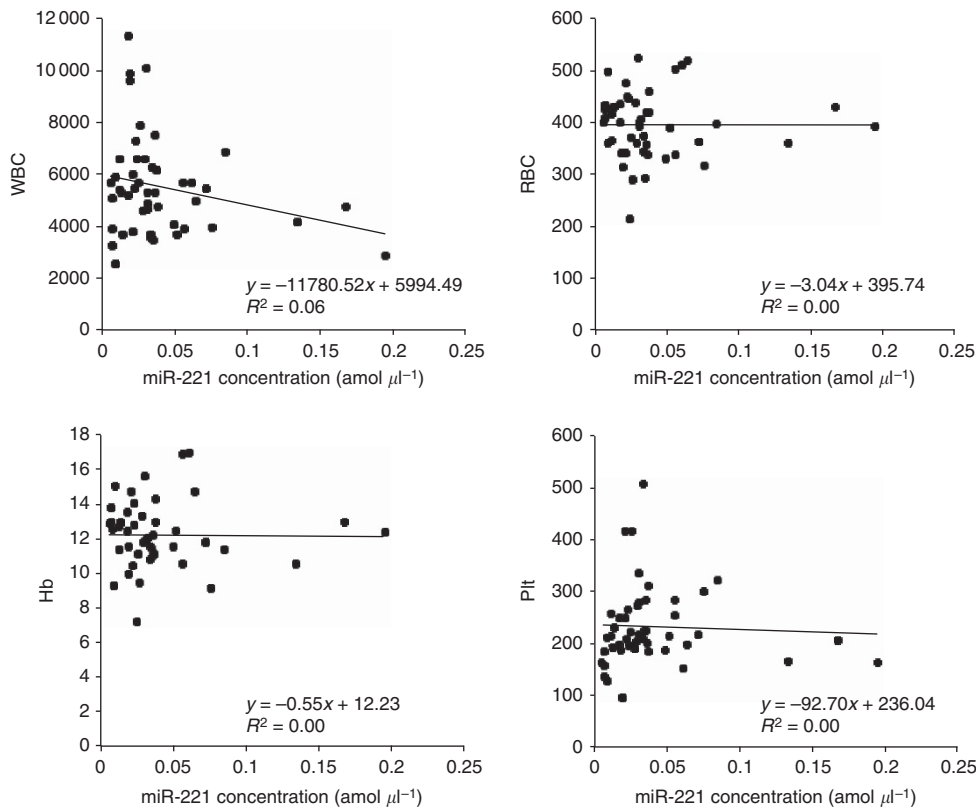 12 000
10 000
8000
6000
4000
2000
0
WBC
y = −11780.52x + 5994.49
R² = 0.06
0 0.05 0.1 0.15 0.2 0.25
miR-221 concentration (amol μl⁻¹)
600
500
400
300
200
100
0
RBC
y = −3.04x + 395.74
R² = 0.00
0 0.05 0.1 0.15 0.2 0.25
miR-221 concentration (amol μl⁻¹)
18
16
14
12
10
8
6
4
2
0
Hb
y = −0.55x + 12.23
R² = 0.00
0 0.05 0.1 0.15 0.2 0.25
miR-221 concentration (amol μl⁻¹)
600
500
400
300
200
100
0
Plt
y = −92.70x + 236.04
R² = 0.00
0 0.05 0.1 0.15 0.2 0.25
miR-221 concentration (amol μl⁻¹)